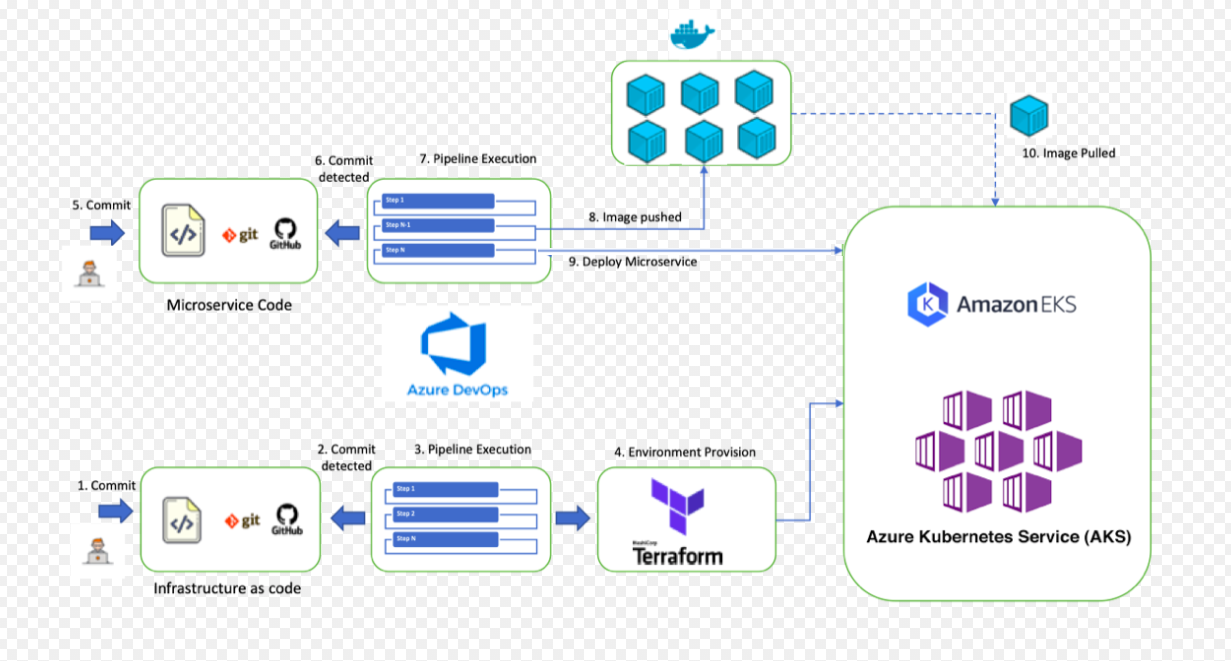 6. Commit
detected
7. Pipeline Execution
10. Image Pulled
5. Commit
</>
git
GitHub
Step 1
Step N-1
Step N
8. Image pushed
9. Deploy Microservice
Microservice Code
K
Amazon EKS
Azure DevOps
2. Commit
detected
3. Pipeline Execution
4. Environment Provision
1. Commit
</>
git
GitHub
Step 1
Step 2
Step N
HashiCorp
Terraform
Infrastructure as code
Azure Kubernetes Service (AKS)